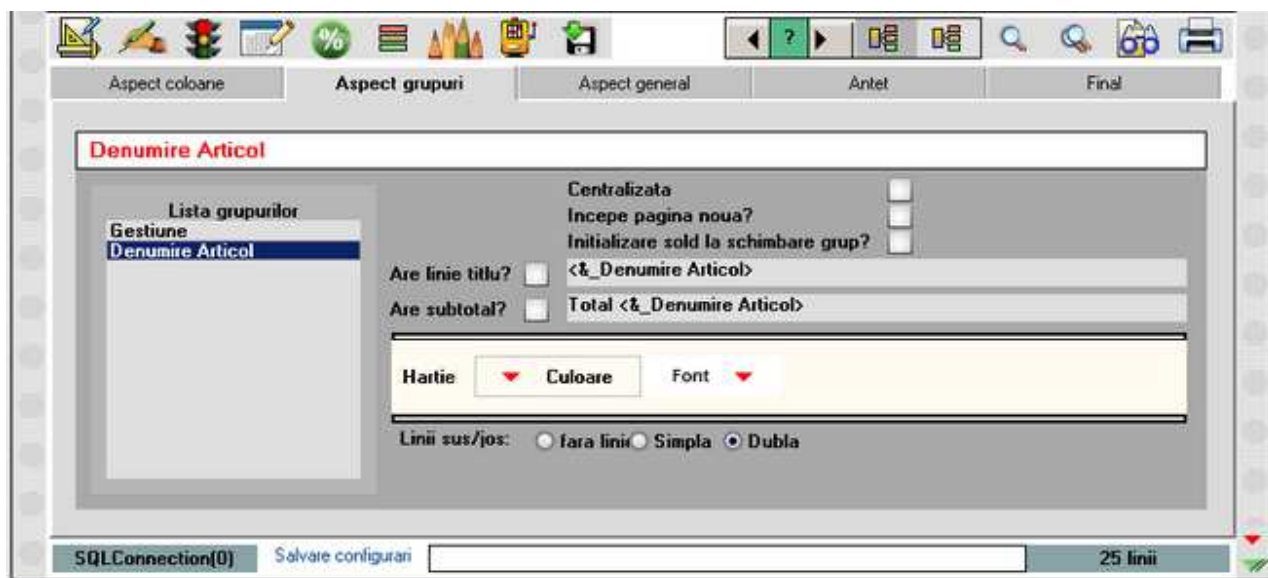 %
?
Aspect coloane Aspect grupuri Aspect general Antet Final
Denumire Articol
Lista grupurilor
Gestiune
Denumire Articol
Centralizata
Incepe pagina noua?
Initializare sold la schimbare grup?
Are linie titlu? <&_Denumire Articol>
Are subtotal? Total <&_Denumire Articol>
Hartie Culoare Font
Linii sus/jos: fara linie Simpla Dubla
SQLConnection(0) Salvare configurari 25 linii